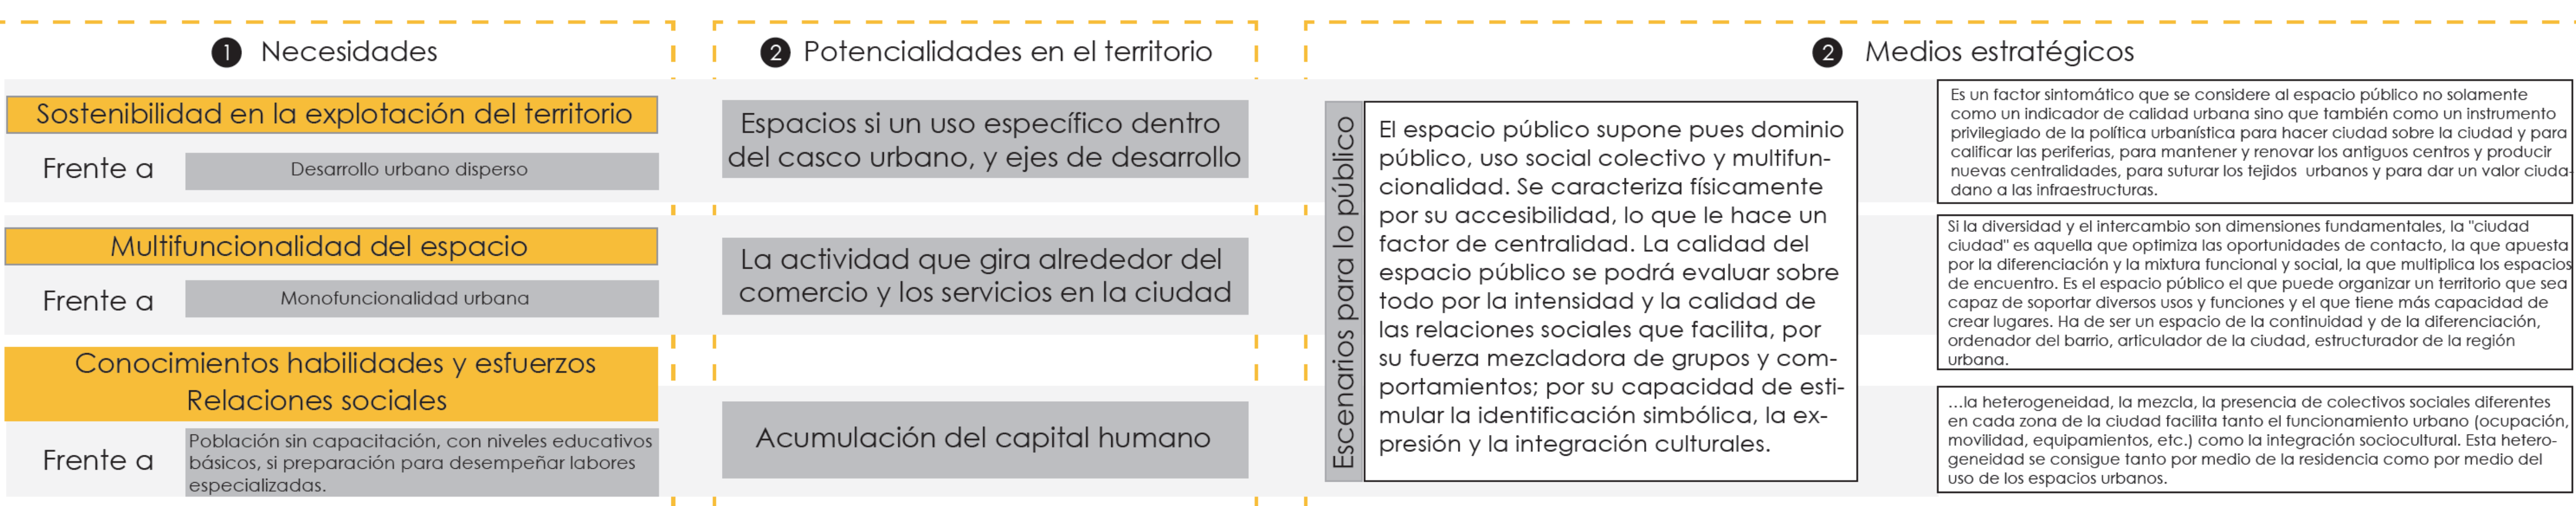 1 Necesidades
Sostenibilidad en la explotación del territorio
Frente a
Desarrollo urbano disperso
Multifuncionalidad del espacio
Frente a
Monofuncionalidad urbana
Conocimientos habilidades y esfuerzos
Relaciones sociales
Frente a
Población sin capacitación, con niveles educativos
básicos, si preparación para desempeñar labores
especializadas.
2 Potencialidades en el territorio
Espacios si un uso específico dentro
del casco urbano, y ejes de desarrollo
La actividad que gira alrededor del
comercio y los servicios en la ciudad
Acumulación del capital humano
2 Medios estratégicos
Escenarios para lo público
El espacio público supone pues dominio
público, uso social colectivo y multifun-
cionalidad. Se caracteriza físicamente
por su accesibilidad, lo que le hace un
factor de centralidad. La calidad del
espacio público se podrá evaluar sobre
todo por la intensidad y la calidad de
las relaciones sociales que facilita, por
su fuerza mezcladora de grupos y com-
portamientos; por su capacidad de esti-
mular la identificación simbólica, la ex-
presión y la integración culturales.
Es un factor sintomático que se considere al espacio público no solamente
como un indicador de calidad urbana sino que también como un instrumento
privilegiado de la política urbanística para hacer ciudad sobre la ciudad y para
calificar las periferias, para mantener y renovar los antiguos centros y producir
nuevas centralidades, para suturar los tejidos urbanos y para dar un valor ciuda-
dano a las infraestructuras.
Si la diversidad y el intercambio son dimensiones fundamentales, la "ciudad
ciudad" es aquella que optimiza las oportunidades de contacto, la que apuesta
por la diferenciación y la mixtura funcional y social, la que multiplica los espacios
de encuentro. Es el espacio público el que puede organizar un territorio que sea
capaz de soportar diversos usos y funciones y el que tiene más capacidad de
crear lugares. Ha de ser un espacio de la continuidad y de la diferenciación,
ordenador del barrio, articulador de la ciudad, estructurador de la región
urbana.
...la heterogeneidad, la mezcla, la presencia de colectivos sociales diferentes
en cada zona de la ciudad facilita tanto el funcionamiento urbano (ocupación,
movilidad, equipamientos, etc.) como la integración sociocultural. Esta hetero-
geneidad se consigue tanto por medio de la residencia como por medio del
uso de los espacios urbanos.